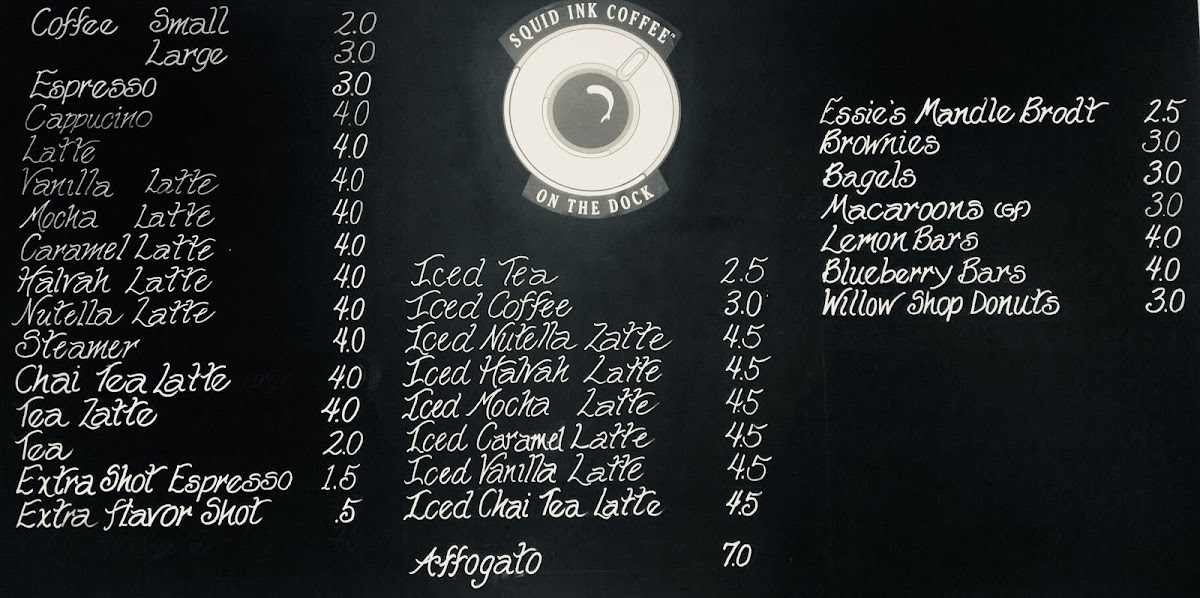 Coffee Small 2.0
Large 3.0
Espresso 3.0
Cappucino 4.0
Latte 4.0
Vanilla Latte 4.0
Mocha Latte 4.0
Caramel Latte 4.0
Halvah Latte 4.0
Nutella Latte 4.0
Steamer 4.0
Chai Tea Latte 4.0
Tea Latte 4.0
Tea 2.0
Extra Shot Espresso 1.5
Extra flavor Shot .5
SQUID INK COFFEE™
ON THE DOCK
Iced Tea 2.5
Iced Coffee 3.0
Iced Nutella Latte 4.5
Iced Halvah Latte 4.5
Iced Mocha Latte 4.5
Iced Caramel Latte 4.5
Iced Vanilla Latte 4.5
Iced Chai Tea Latte 4.5
Affogato 7.0
Essie's Mandle Brodt 2.5
Brownies 3.0
Bagels 3.0
Macaroons (GF) 3.0
Lemon Bars 4.0
Blueberry Bars 4.0
Willow Shop Donuts 3.0